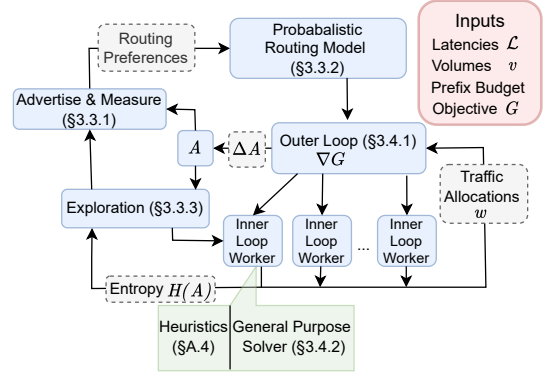 Routing
Preferences
Probabalistic
Routing Model
(§3.3.2)
Inputs
Latencies ℒ
Volumes v
Prefix Budget
Objective G
Advertise & Measure
(§3.3.1)
A
ΔA
Outer Loop (§3.4.1)
∇G
Traffic
Allocations
w
Exploration (§3.3.3)
Inner
Loop
Worker
Inner
Loop
Worker
...
Inner
Loop
Worker
Entropy H(A)
Heuristics
(§A.4)
General Purpose
Solver (§3.4.2)